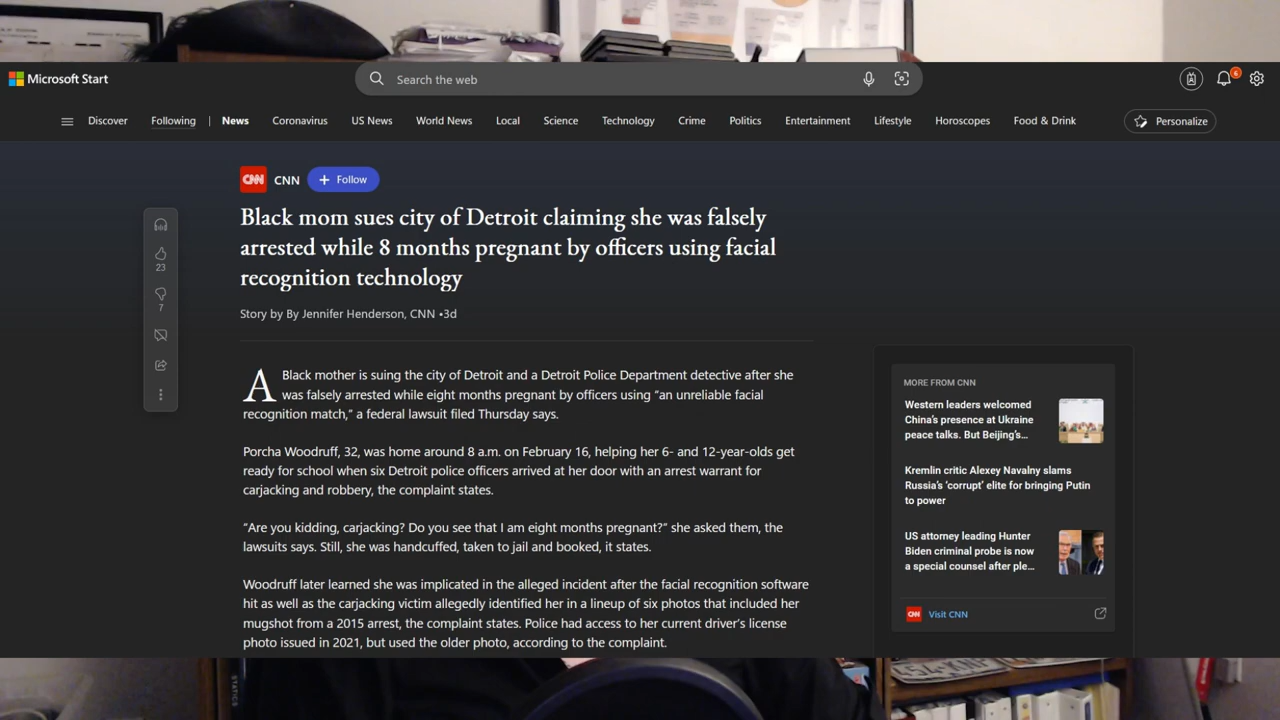 Microsoft Start
Search the web
6
Discover
Following
News
Coronavirus
US News
World News
Local
Science
Technology
Crime
Politics
Entertainment
Lifestyle
Horoscopes
Food & Drink
Personalize
CNN
CNN
+ Follow
Black mom sues city of Detroit claiming she was falsely
arrested while 8 months pregnant by officers using facial
recognition technology
23
7
Story by By Jennifer Henderson, CNN •3d
A Black mother is suing the city of Detroit and a Detroit Police Department detective after she
was falsely arrested while eight months pregnant by officers using “an unreliable facial
recognition match,” a federal lawsuit filed Thursday says.
Porcha Woodruff, 32, was home around 8 a.m. on February 16, helping her 6- and 12-year-olds get
ready for school when six Detroit police officers arrived at her door with an arrest warrant for
carjacking and robbery, the complaint states.
“Are you kidding, carjacking? Do you see that I am eight months pregnant?” she asked them, the
lawsuits says. Still, she was handcuffed, taken to jail and booked, it states.
Woodruff later learned she was implicated in the alleged incident after the facial recognition software
hit as well as the carjacking victim allegedly identified her in a lineup of six photos that included her
mugshot from a 2015 arrest, the complaint states. Police had access to her current driver’s license
photo issued in 2021, but used the older photo, according to the complaint.
MORE FROM CNN
Western leaders welcomed
China’s presence at Ukraine
peace talks. But Beijing’s...
Kremlin critic Alexey Navalny slams
Russia’s ‘corrupt’ elite for bringing Putin
to power
US attorney leading Hunter
Biden criminal probe is now
a special counsel after ple...
CNN
Visit CNN
STATICS